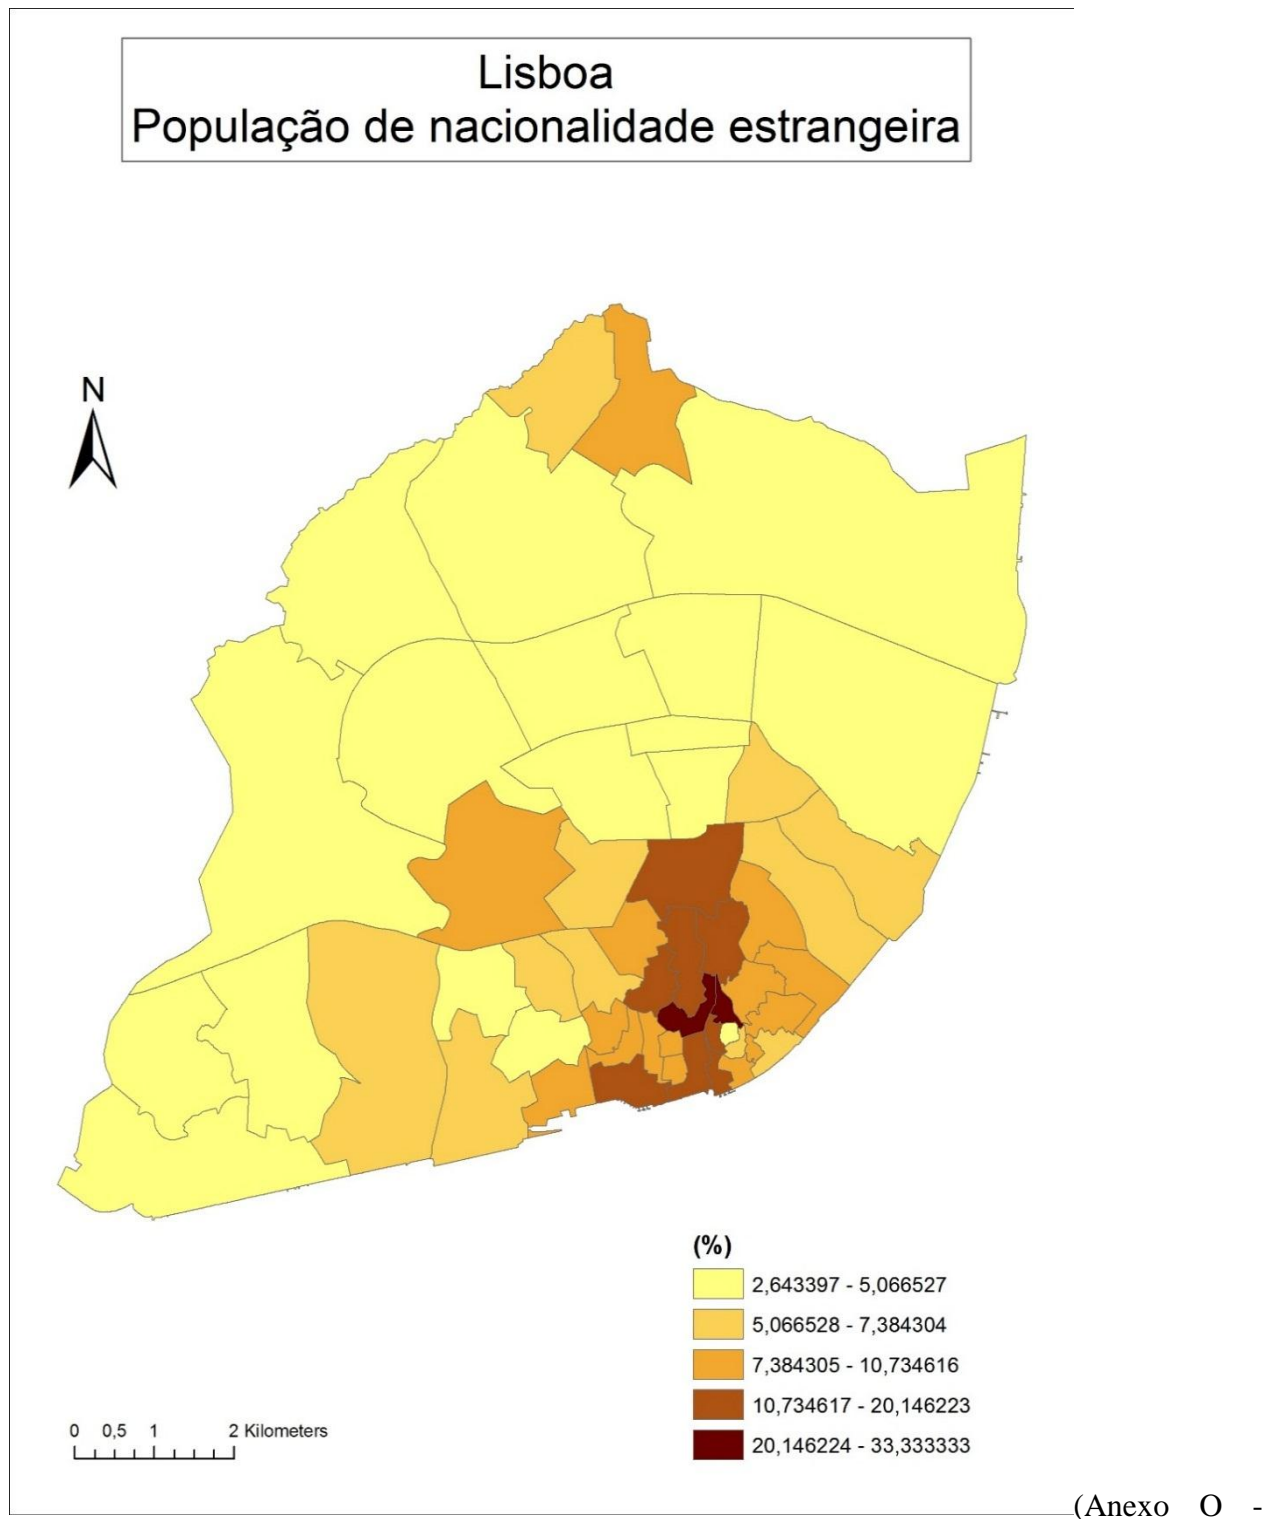 Lisboa
População de nacionalidade estrangeira
N
(%)
2,643397 - 5,066527
5,066528 - 7,384304
7,384305 - 10,734616
10,734617 - 20,146223
20,146224 - 33,333333
0 0,5 1 2 Kilometers
(Anexo O -